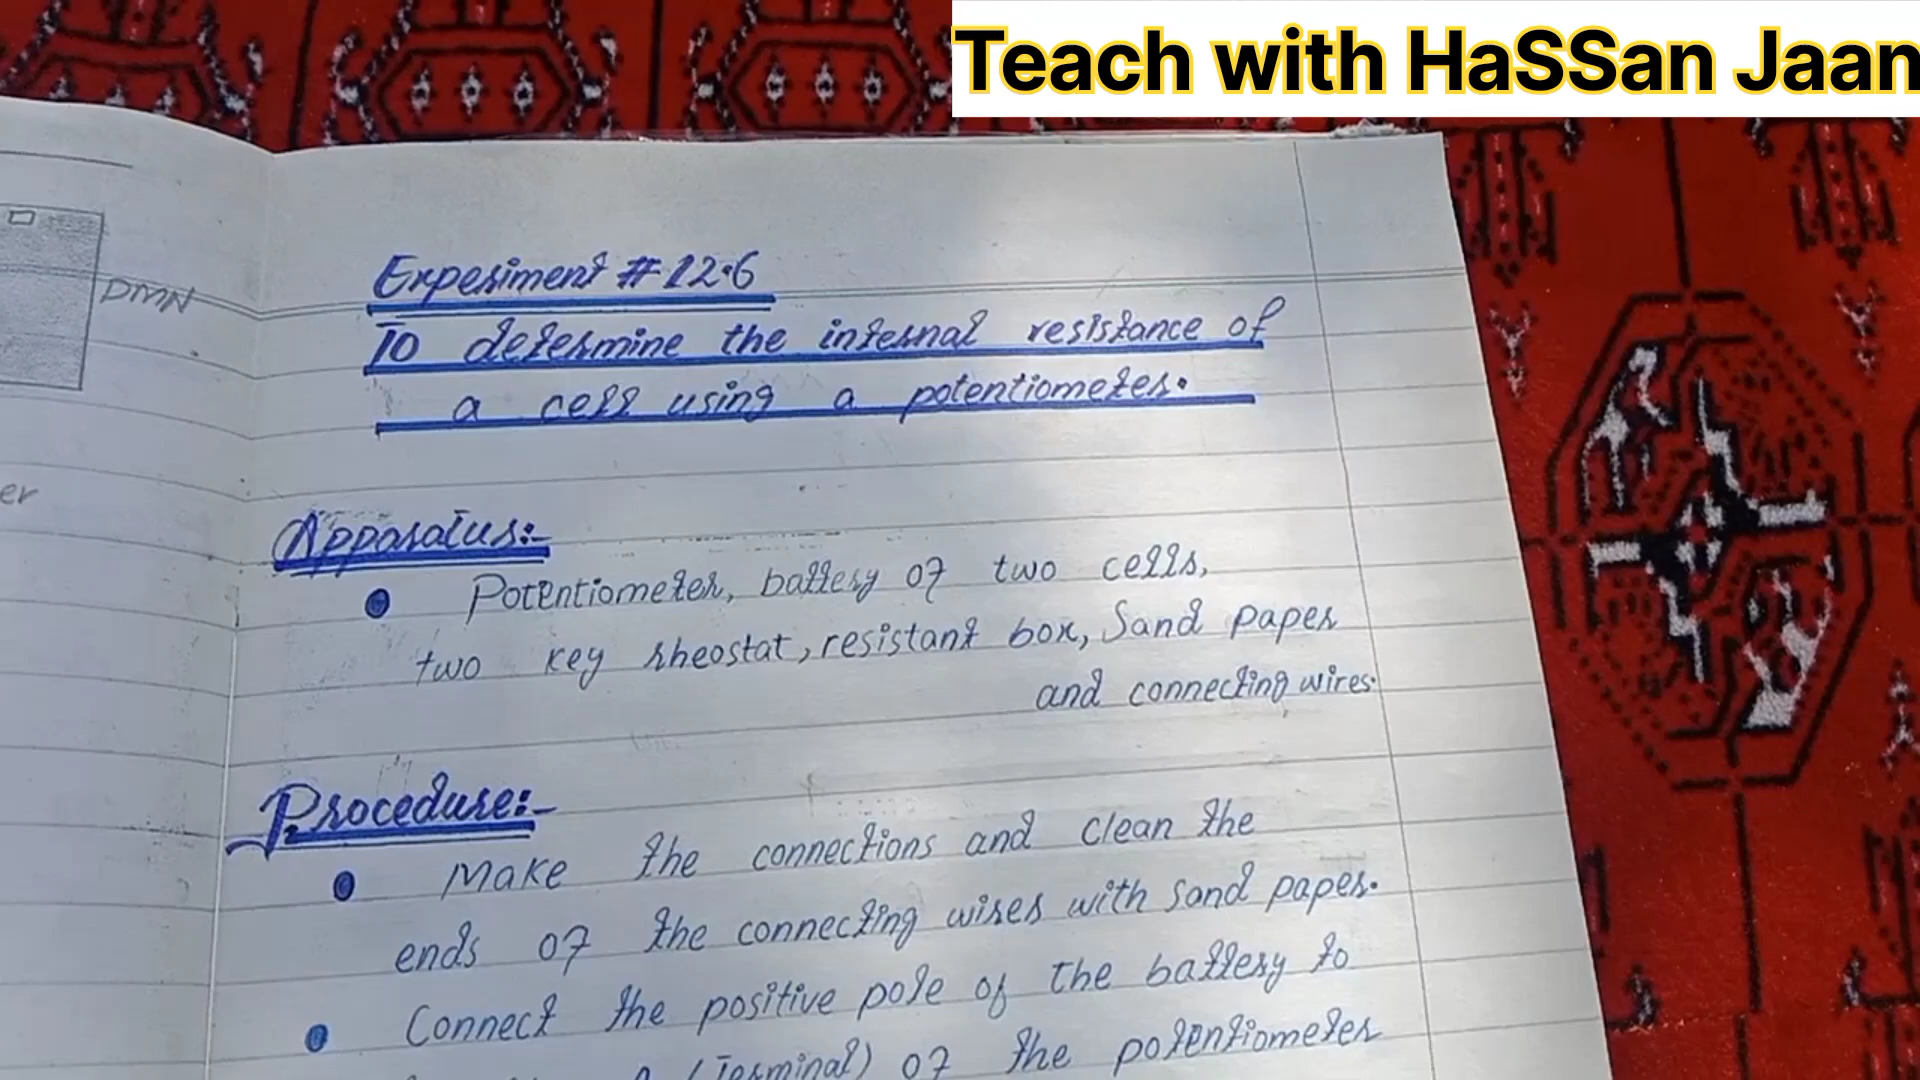 Teach with HaSSan Jaan
DMN
er
Experiment # 12.6
To determine the internal resistance of
a cell using a potentiometer.
Apparatus:-
Potentiometer, battery of two cells,
two key rheostat, resistant box, Sand paper
and connecting wires.
Procedure:-
Make the connections and clean the
ends of the connecting wires with sand paper.
Connect the positive pole of the battery to
(Terminal) of the potentiometer